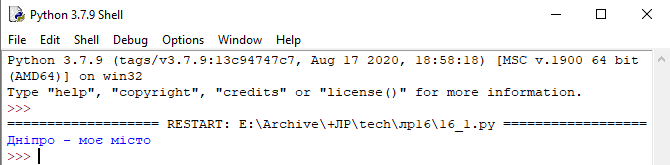 Python 3.7.9 Shell
File Edit Shell Debug Options Window Help
Python 3.7.9 (tags/v3.7.9:13c94747c7, Aug 17 2020, 18:58:18) [MSC v.1900 64 bit
(AMD64)] on win32
Type "help", "copyright", "credits" or "license()" for more information.
>>>
=================== RESTART: E:\Archive\+ЛР\tech\лр16\16_1.py ==================
Дніпро - моє місто
>>>